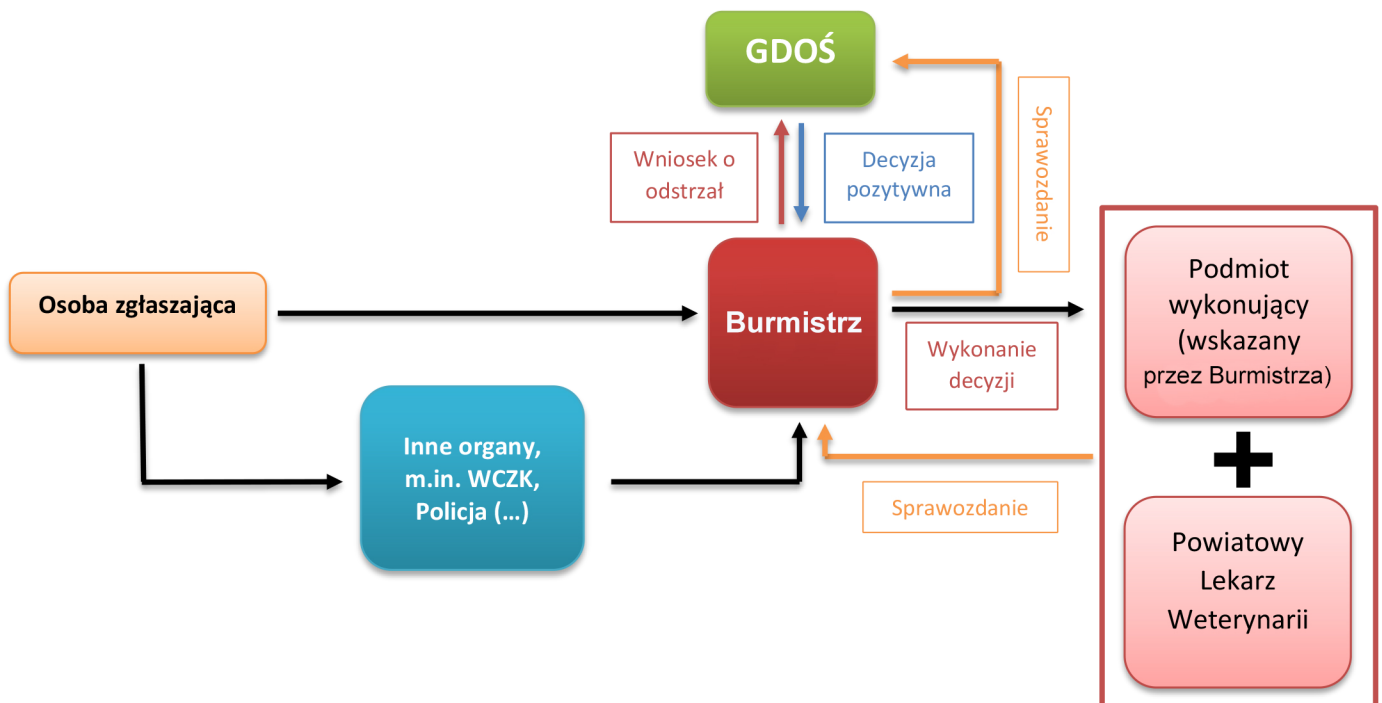 GDOŚ
Wniosek o
odstrzał
Decyzja
pozytywna
Sprawozdanie
Osoba zgłaszająca
Burmistrz
Wykonanie
decyzji
Podmiot
wykonujący
(wskazany
przez Burmistrza)
Inne organy,
m.in. WCZK,
Policja (...)
Sprawozdanie
Powiatowy
Lekarz
Weterynarii